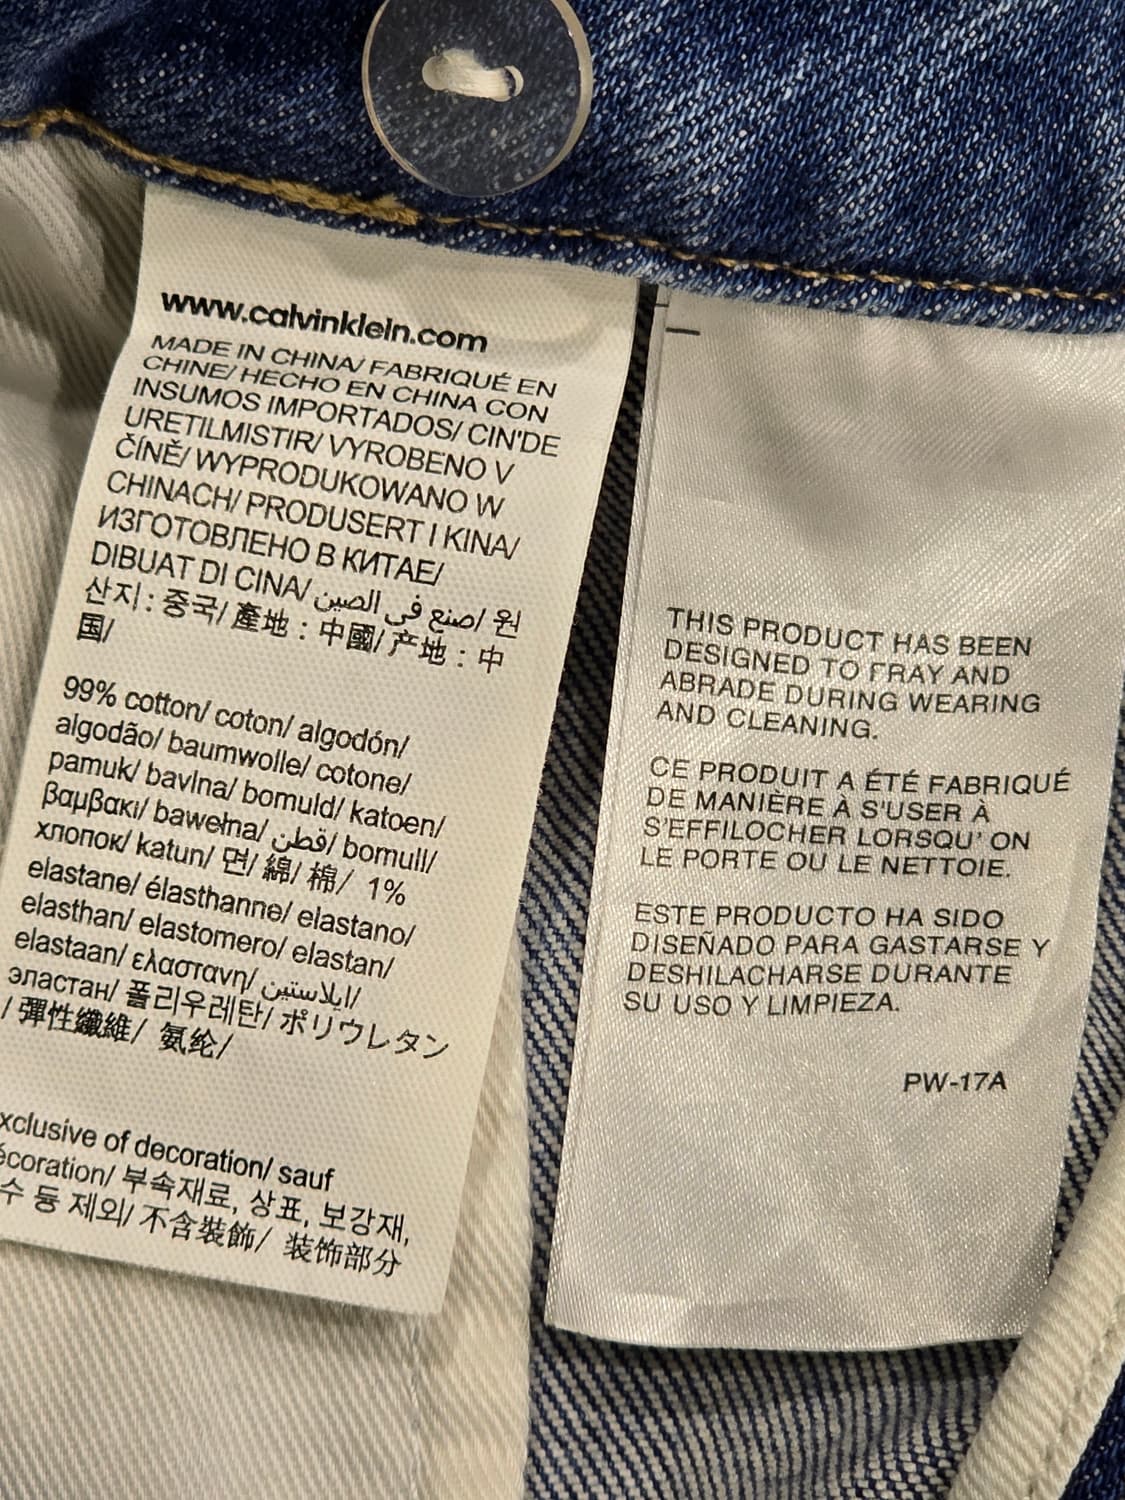 www.calvinklein.com
MADE IN CHINA/ FABRIQUÉ EN
CHINE/ HECHO EN CHINA CON
INSUMOS IMPORTADOS/ CIN'DE
URETILMISTIR/ VYROBENO V
ČÍNĚ/ WYPRODUKOWANO W
CHINACH/ PRODUSERT I KINA/
ИЗГОТОВЛЕНО В КИТАЕ/
DIBUAT DI CINA/ صنع في الصين/ 원
산지 : 중국/ 產地 : 中國/ 产地 : 中
国/
99% cotton/ coton/ algodón/
algodão/ baumwolle/ cotone/
pamuk/ bavlna/ bomuld/ katoen/
βαμβακι/ bawełna/ قطن/ bomull/
хлопок/ katun/ 면/ 綿/ 棉/ 1%
elastane/ élasthanne/ elastano/
elasthan/ elastomero/ elastan/
elastaan/ ελαστανη/ ايلاستين/
эластан/ 폴리우레탄/ ポリウレタン
/ 彈性纖維/ 氨纶/
xclusive of decoration/ sauf
écoration/ 부속재료, 상표, 보강재,
수 등 제외/ 不含裝飾/ 装饰部分
THIS PRODUCT HAS BEEN
DESIGNED TO FRAY AND
ABRADE DURING WEARING
AND CLEANING.
CE PRODUIT A ÉTÉ FABRIQUÉ
DE MANIÈRE À S'USER À
S'EFFILOCHER LORSQU' ON
LE PORTE OU LE NETTOIE.
ESTE PRODUCTO HA SIDO
DISEÑADO PARA GASTARSE Y
DESHILACHARSE DURANTE
SU USO Y LIMPIEZA.
PW-17A